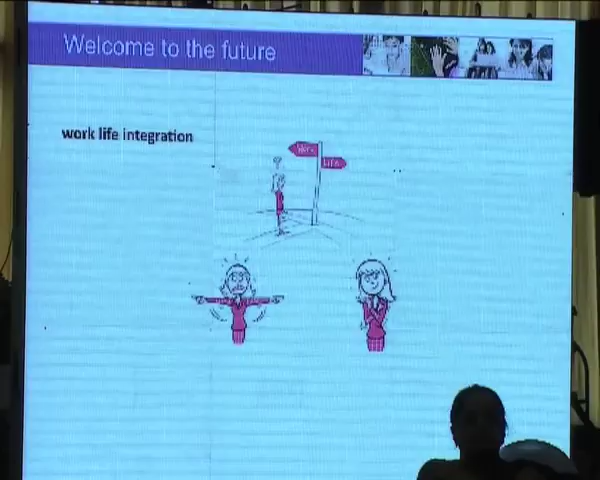 Welcome to the future
work life integration
Work
Life